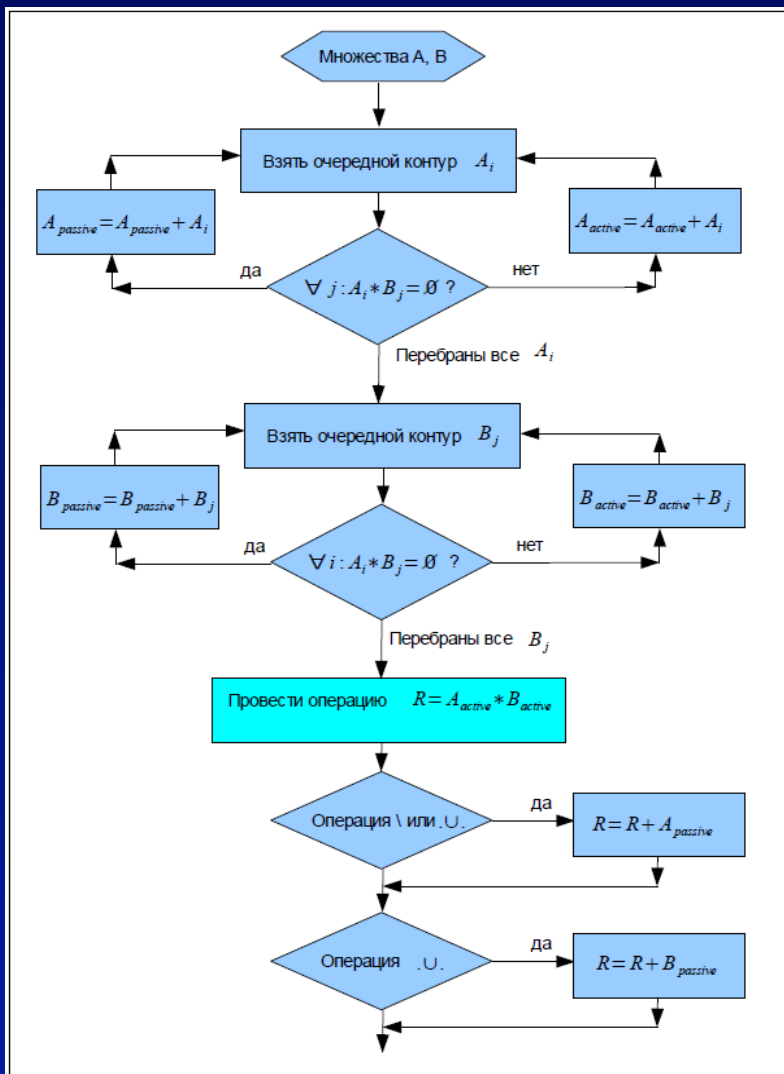 Множества A, B
Взять очередной контур A_i
A_passive = A_passive + A_i
A_active = A_active + A_i
да
нет
∀ j : A_i * B_j = Ø ?
Перебраны все A_i
Взять очередной контур B_j
B_passive = B_passive + B_j
B_active = B_active + B_j
да
нет
∀ i : A_i * B_j = Ø ?
Перебраны все B_j
Провести операцию R = A_active * B_active
Операция \ или .∪.
да
R = R + A_passive
Операция .∪.
да
R = R + B_passive